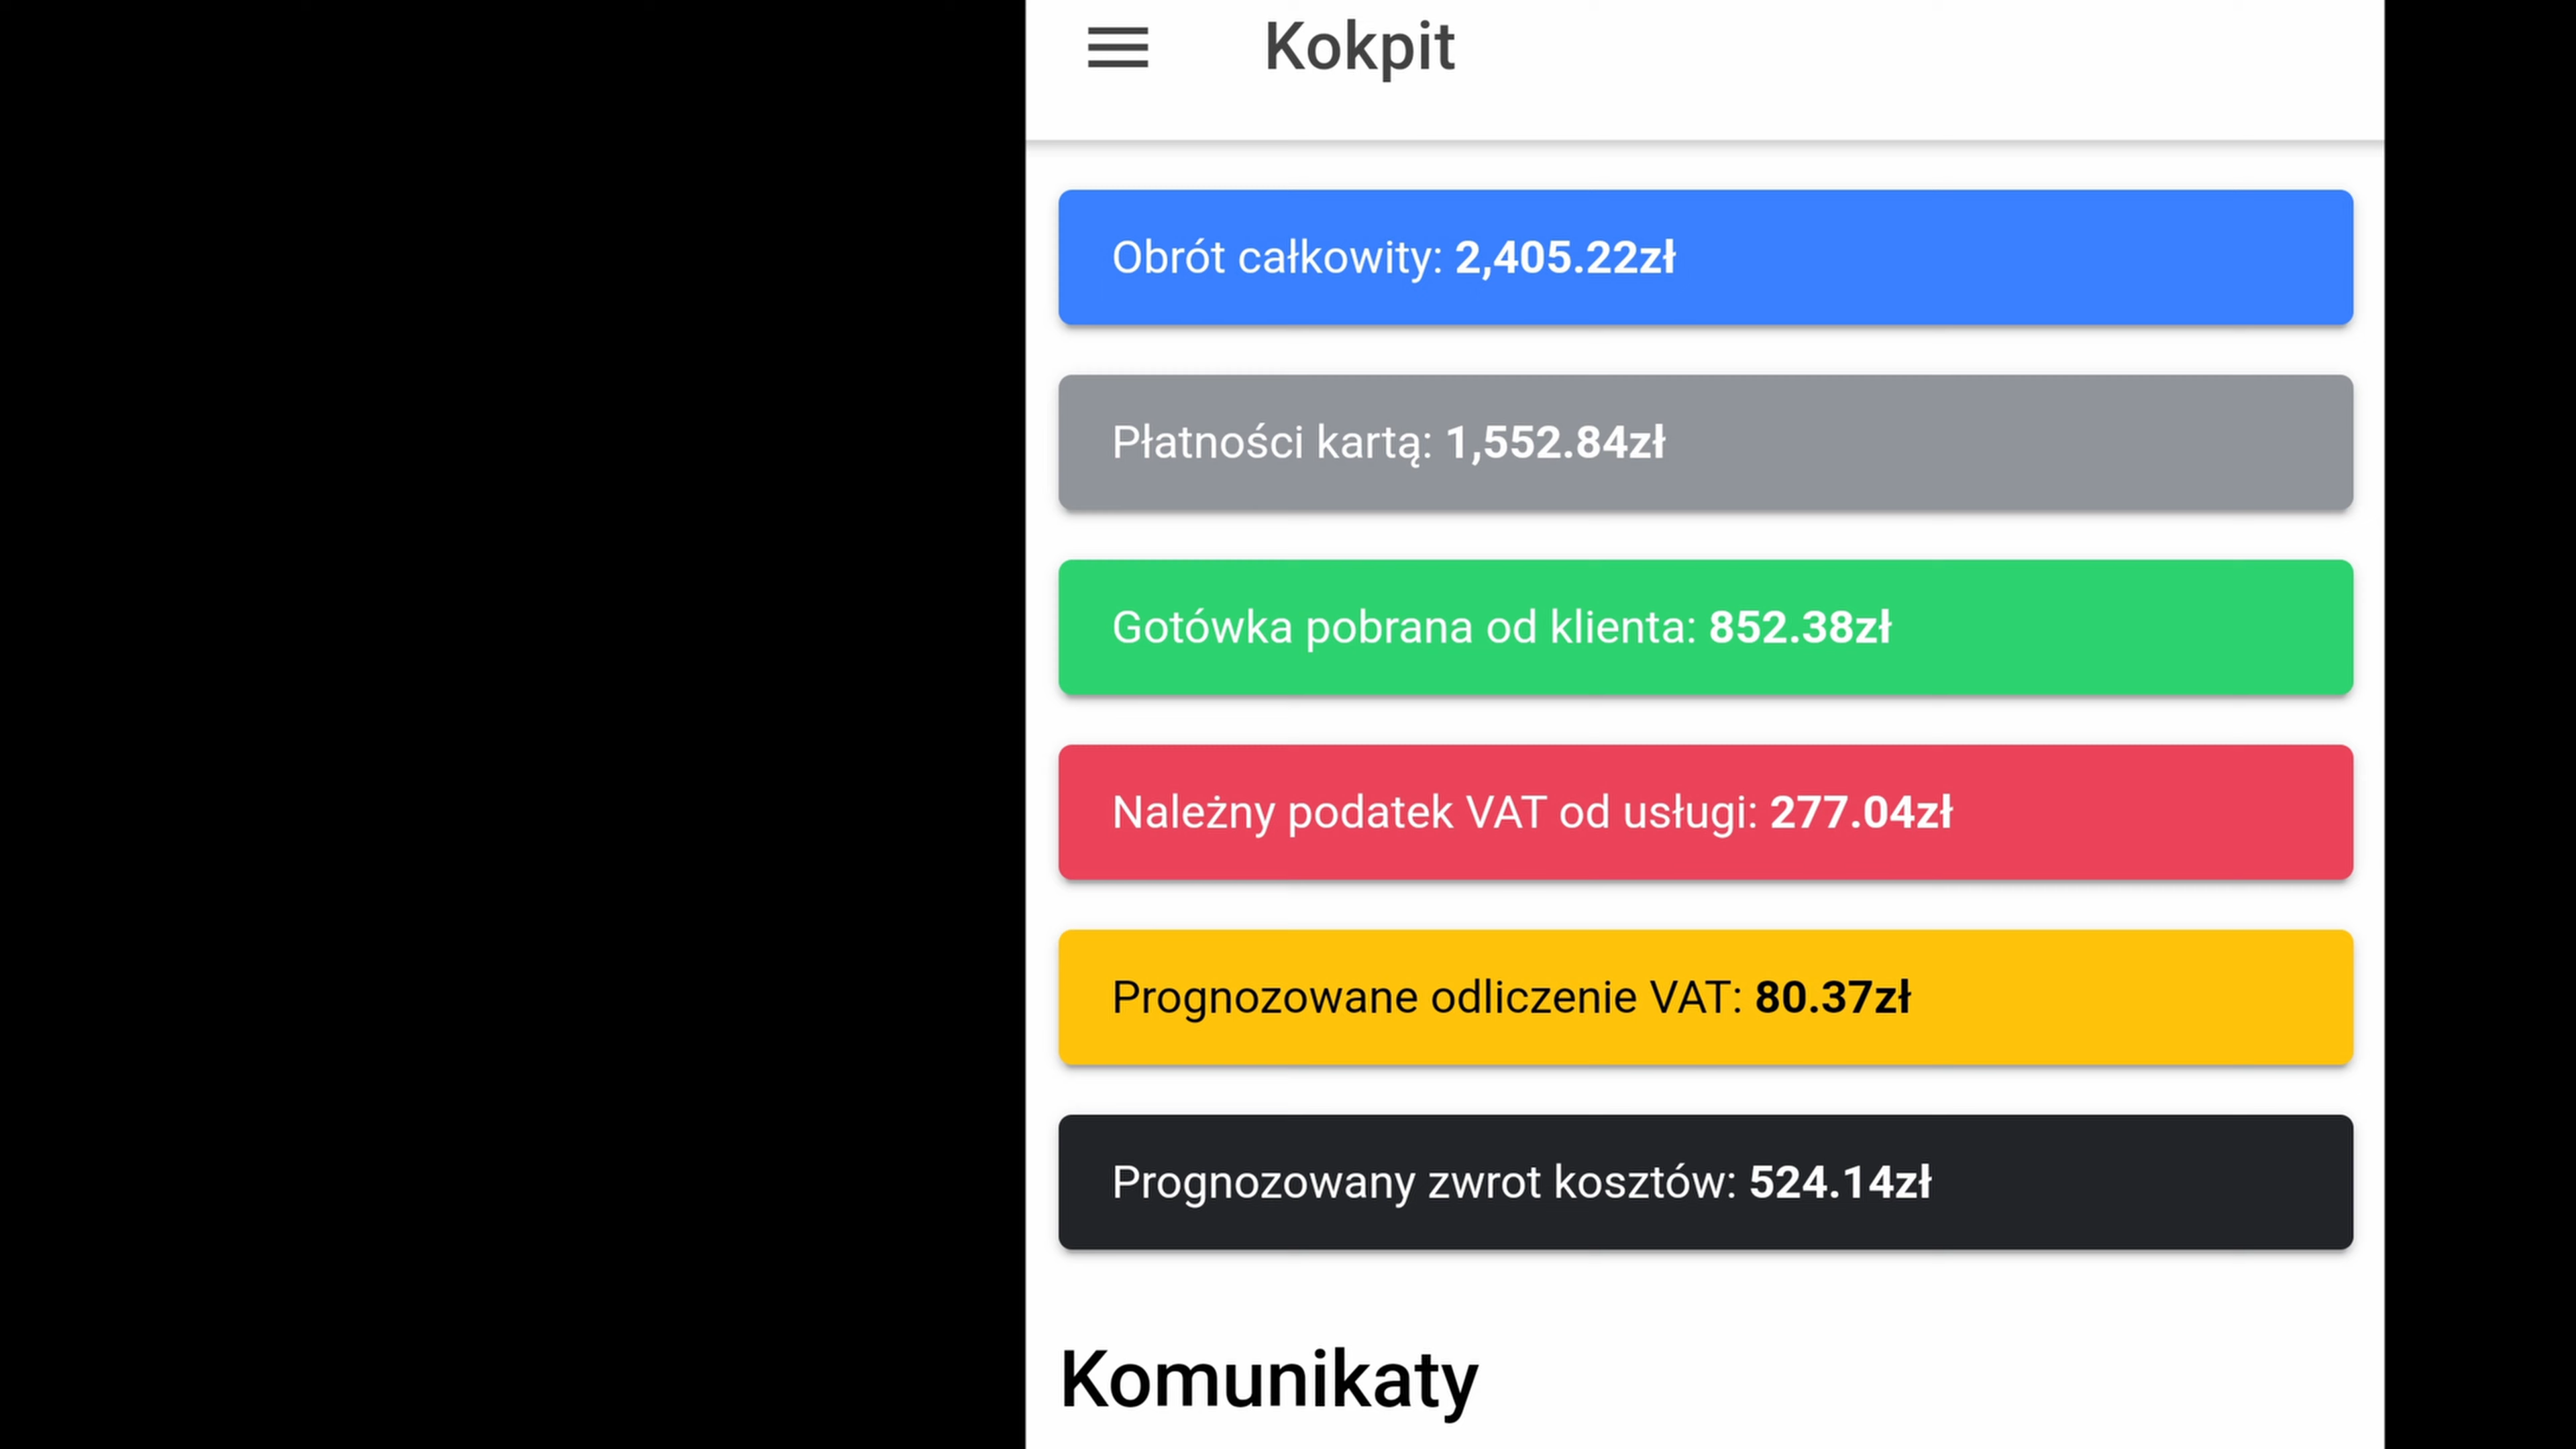 Kokpit
Obrót całkowity: 2,405.22zł
Płatności kartą: 1,552.84zł
Gotówka pobrana od klienta: 852.38zł
Należny podatek VAT od usługi: 277.04zł
Prognozowane odliczenie VAT: 80.37zł
Prognozowany zwrot kosztów: 524.14zł
Komunikaty